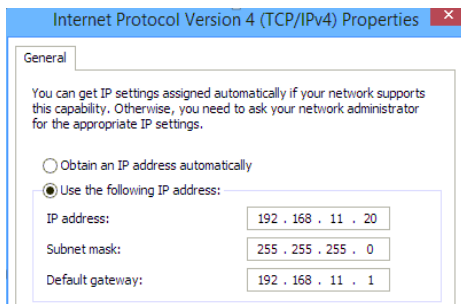 Internet Protocol Version 4 (TCP/IPv4) Properties
General
You can get IP settings assigned automatically if your network supports
this capability. Otherwise, you need to ask your network administrator
for the appropriate IP settings.
Obtain an IP address automatically
Use the following IP address:
IP address: 192 . 168 . 11 . 20
Subnet mask: 255 . 255 . 255 . 0
Default gateway: 192 . 168 . 11 . 1